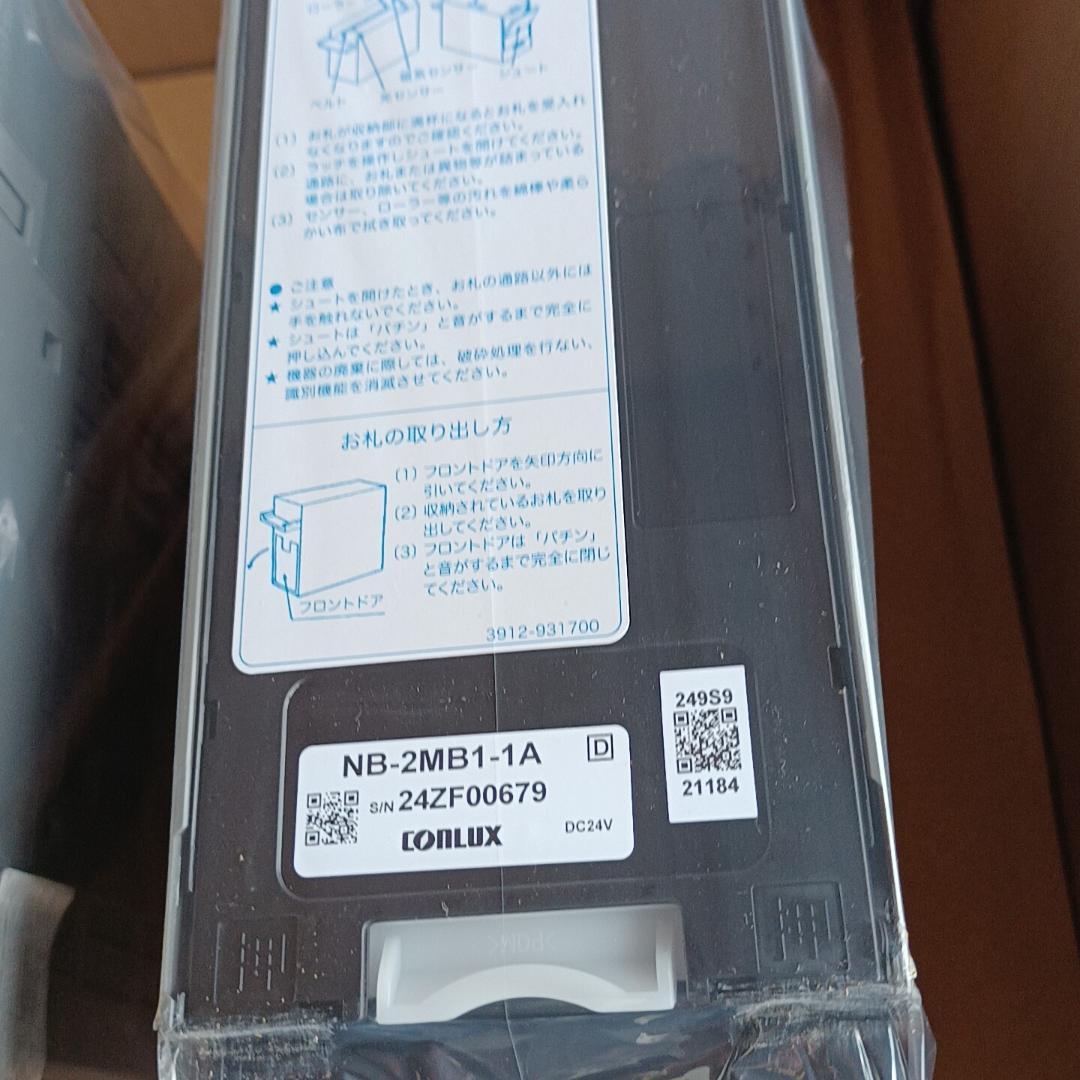 ローラー
磁気センサー シュート
ベルト 光センサー
(1) お札が収納部に満杯になるとお札を受入れ
なくなりますのでご確認ください。
(2) ラッチを操作しシュートを開けてください。
通路に、お札または異物等が詰まっている
場合は取り除いてください。
(3) センサー、ローラー等の汚れを綿棒や柔ら
かい布で拭き取ってください。
● ご注意
★ シュートを開けたとき、お札の通路以外には
手を触れないでください。
★ シュートは「パチン」と音がするまで完全に
押し込んでください。
★ 機器の廃棄に際しては、破砕処理を行ない、
識別機能を消滅させてください。
お札の取り出し方
(1) フロントドアを矢印方向に
引いてください。
(2) 収納されているお札を取り
出してください。
(3) フロントドアは「パチン」
と音がするまで完全に閉じ
てください。
フロントドア
3912-931700
249S9
21184
NB-2MB1-1A D
S/N 24ZF00679
CONLUX DC24V
>POM<